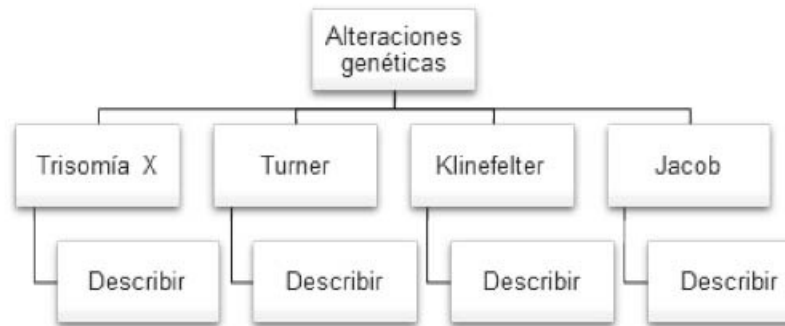 Alteraciones
genéticas
Trisomía X
Turner
Klinefelter
Jacob
Describir
Describir
Describir
Describir